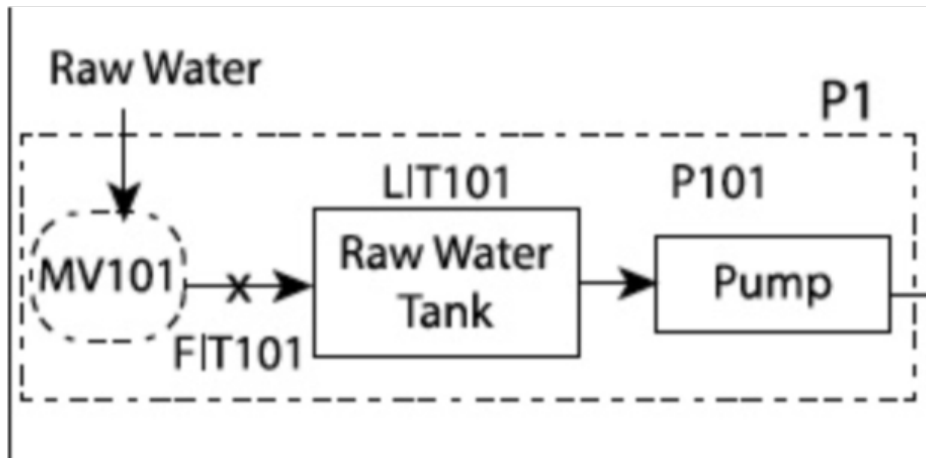 Raw Water
P1
LIT101
P101
MV101
Raw Water
Tank
Pump
FIT101